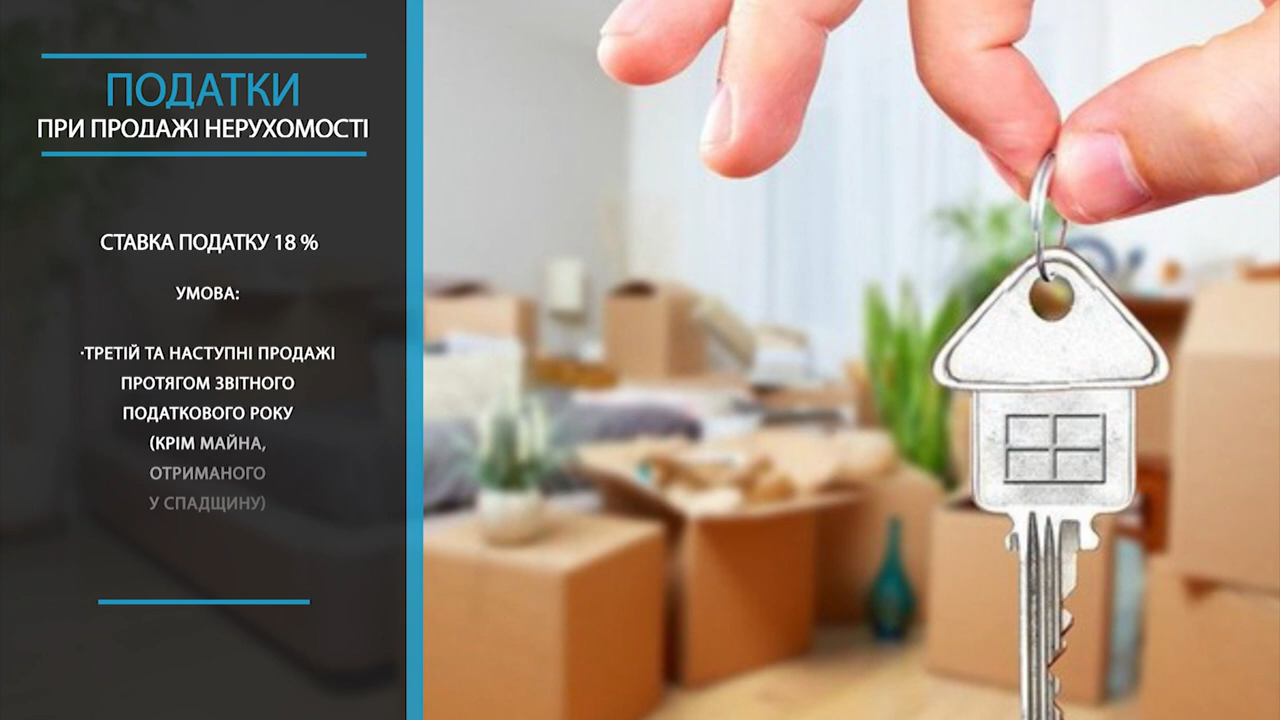 ПОДАТКИ
ПРИ ПРОДАЖІ НЕРУХОМОСТІ
СТАВКА ПОДАТКУ 18 %
УМОВА:
·ТРЕТІЙ ТА НАСТУПНІ ПРОДАЖІ
ПРОТЯГОМ ЗВІТНОГО
ПОДАТКОВОГО РОКУ
(КРІМ МАЙНА,
ОТРИМАНОГО
У СПАДЩИНУ)